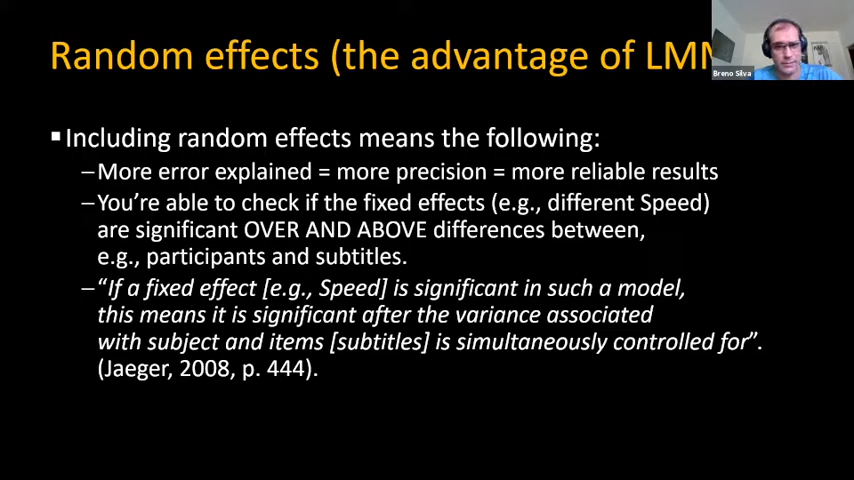 Random effects (the advantage of LMM
Breno Silva
▪Including random effects means the following:
–More error explained = more precision = more reliable results
–You're able to check if the fixed effects (e.g., different Speed)
are significant OVER AND ABOVE differences between,
e.g., participants and subtitles.
–“If a fixed effect [e.g., Speed] is significant in such a model,
this means it is significant after the variance associated
with subject and items [subtitles] is simultaneously controlled for”.
(Jaeger, 2008, p. 444).